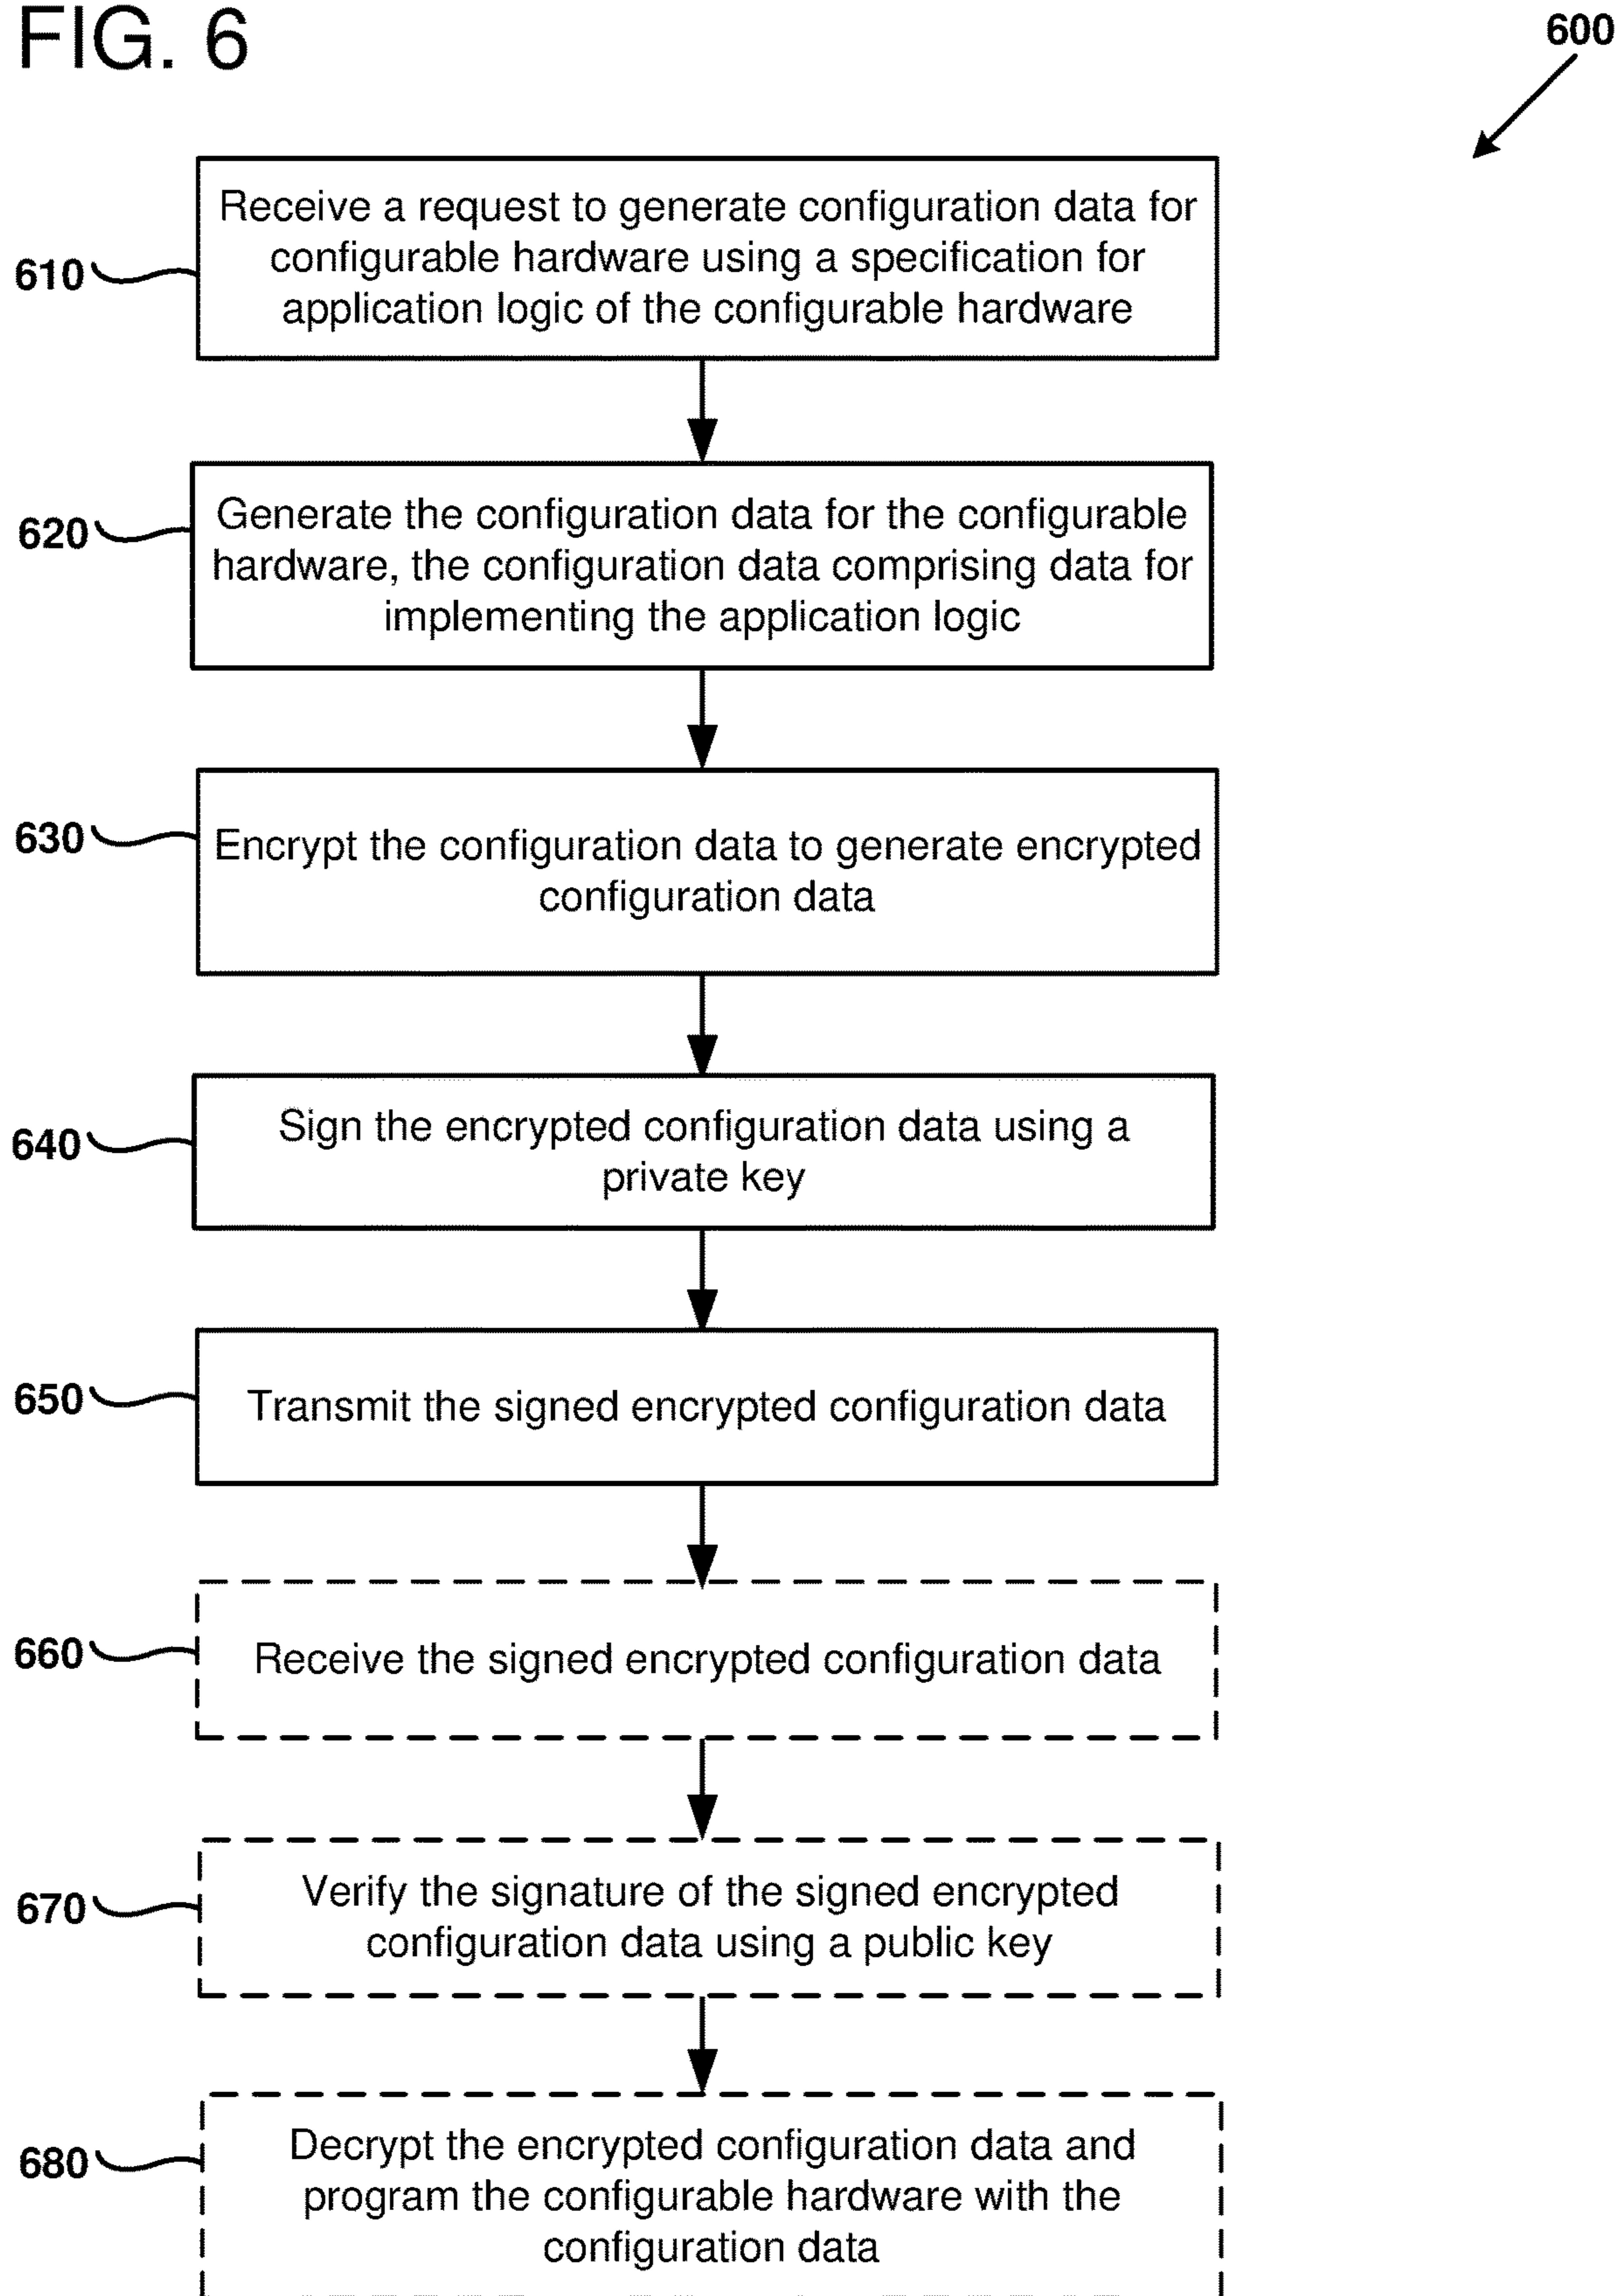 FIG. 6
600
610
Receive a request to generate configuration data for
configurable hardware using a specification for
application logic of the configurable hardware
620
Generate the configuration data for the configurable
hardware, the configuration data comprising data for
implementing the application logic
630
Encrypt the configuration data to generate encrypted
configuration data
640
Sign the encrypted configuration data using a
private key
650
Transmit the signed encrypted configuration data
660
Receive the signed encrypted configuration data
670
Verify the signature of the signed encrypted
configuration data using a public key
680
Decrypt the encrypted configuration data and
program the configurable hardware with the
configuration data